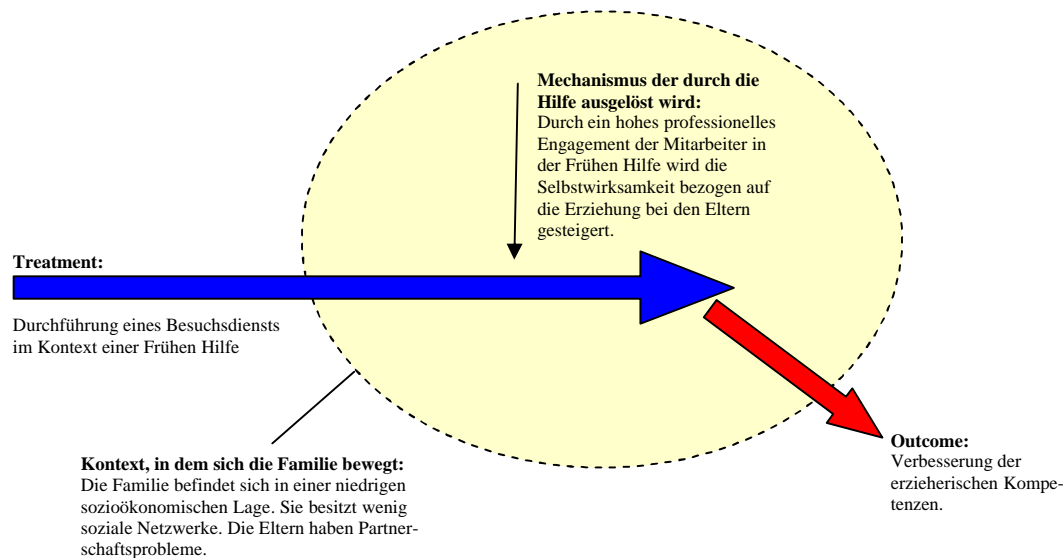 Mechanismus der durch die
Hilfe ausgelöst wird:
Durch ein hohes professionelles
Engagement der Mitarbeiter in
der Frühen Hilfe wird die
Selbstwirksamkeit bezogen auf
die Erziehung bei den Eltern
gesteigert.
Treatment:
Durchführung eines Besuchsdiensts
im Kontext einer Frühen Hilfe
Kontext, in dem sich die Familie bewegt:
Die Familie befindet sich in einer niedrigen
sozioökonomischen Lage. Sie besitzt wenig
soziale Netzwerke. Die Eltern haben Partner-
schaftsprobleme.
Outcome:
Verbesserung der
erzieherischen Kompe-
tenzen.